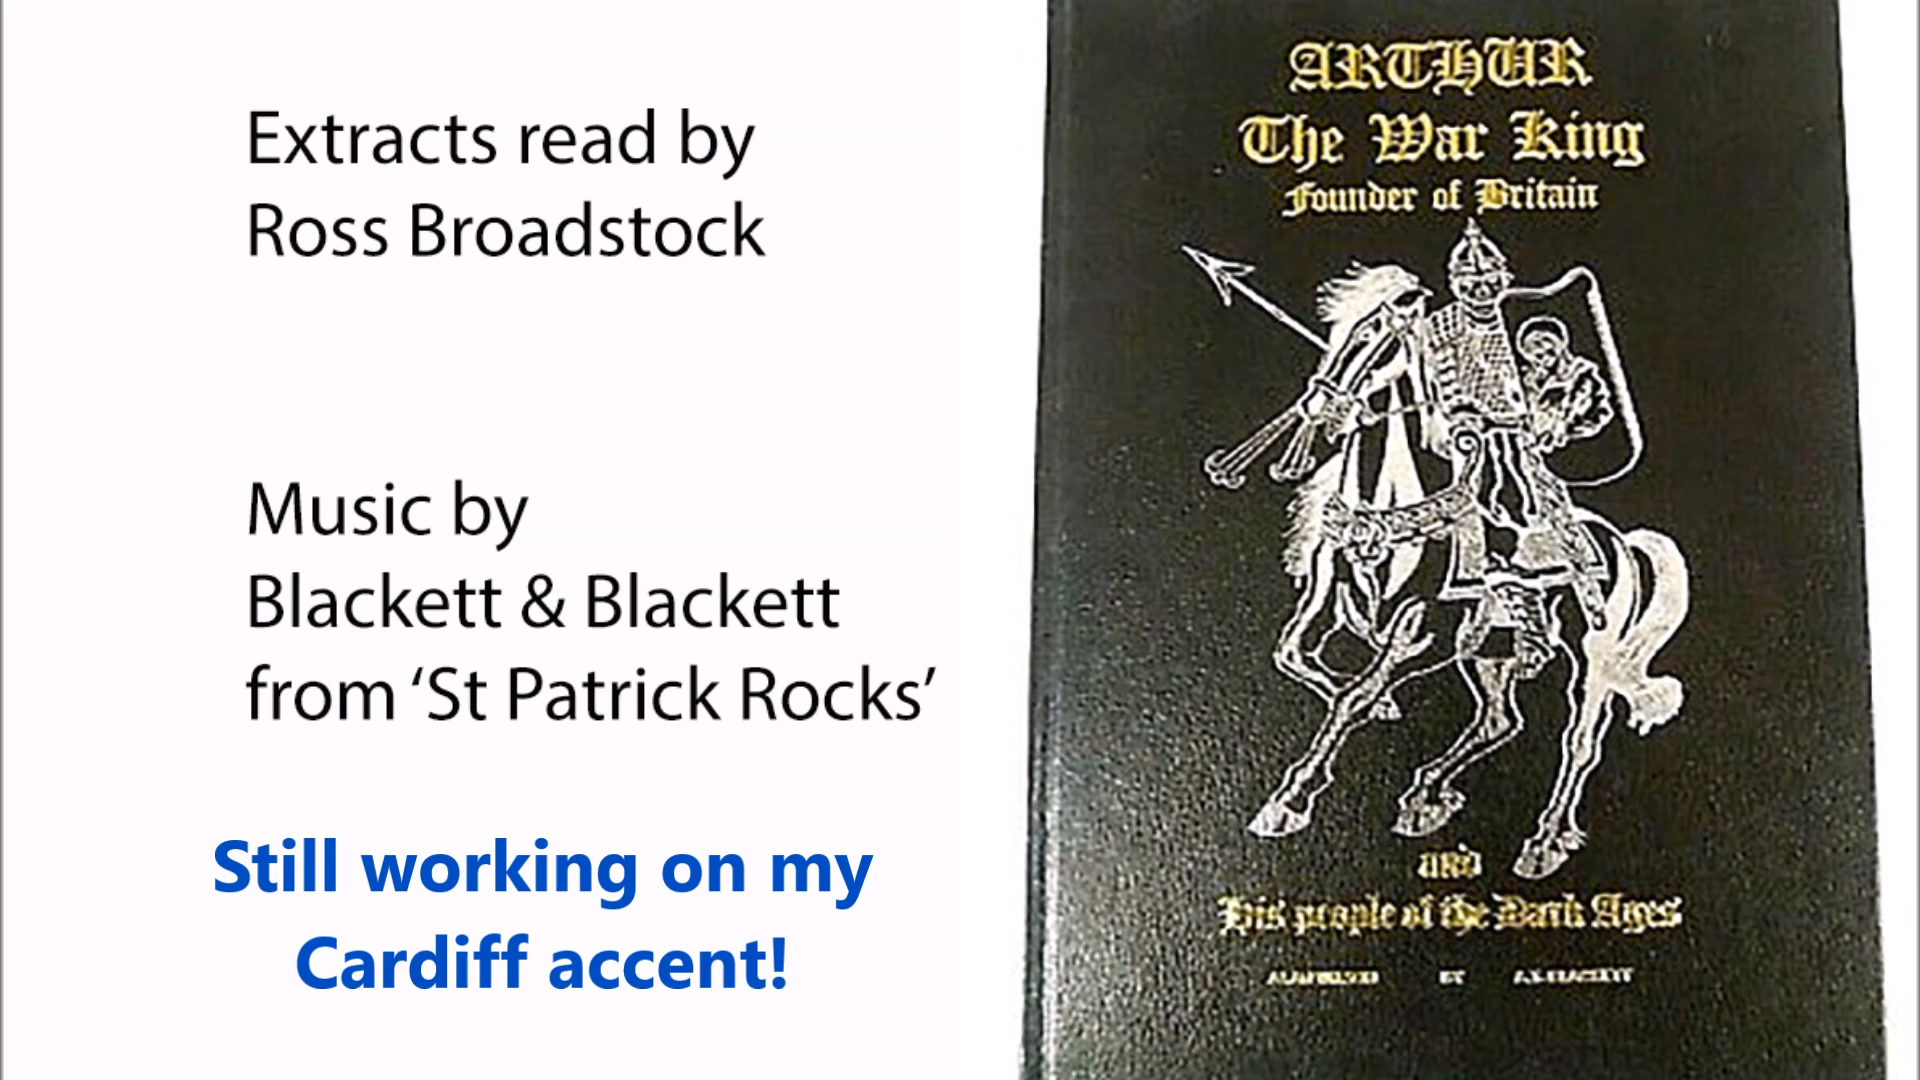 Extracts read by
Ross Broadstock
Music by
Blackett & Blackett
from ‘St Patrick Rocks’
Still working on my
Cardiff accent!
ARTHUR
The War King
Founder of Britain
and
His people of the Dark Ages
BY